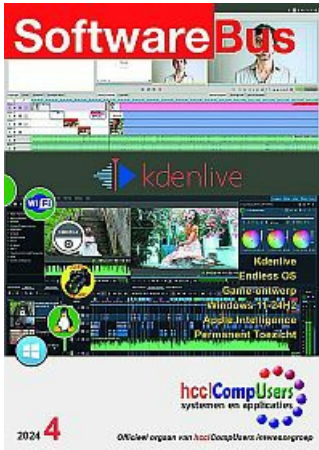 SoftwareBus
kdenlive
WiFi
Kdenlive
Endless OS
Game-ontwerp
Windows-11-24H2
Apple Intelligence
Permanent Toezicht
hcc!CompUsers
systemen en applicaties
2024 4
Officieel orgaan van hcc!CompUsers interessegroep